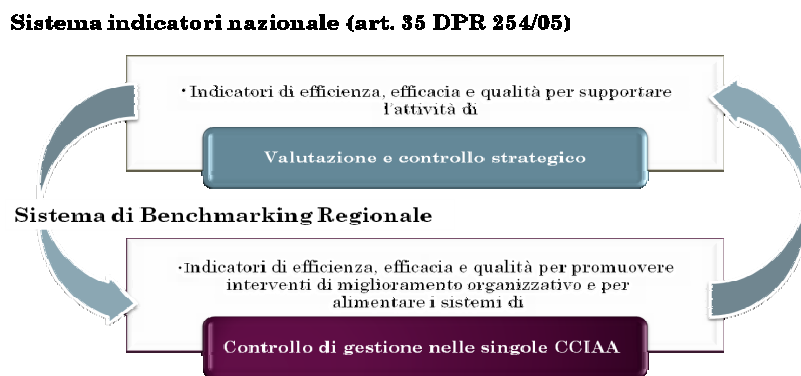 Sistema indicatori nazionale (art. 35 DPR 254/05)
• Indicatori di efficienza, efficacia e qualità per supportare
l'attività di
Valutazione e controllo strategico
Sistema di Benchmarking Regionale
•Indicatori di efficienza, efficacia e qualità per promuovere
interventi di miglioramento organizzativo e per
alimentare i sistemi di
Controllo di gestione nelle singole CCIAA